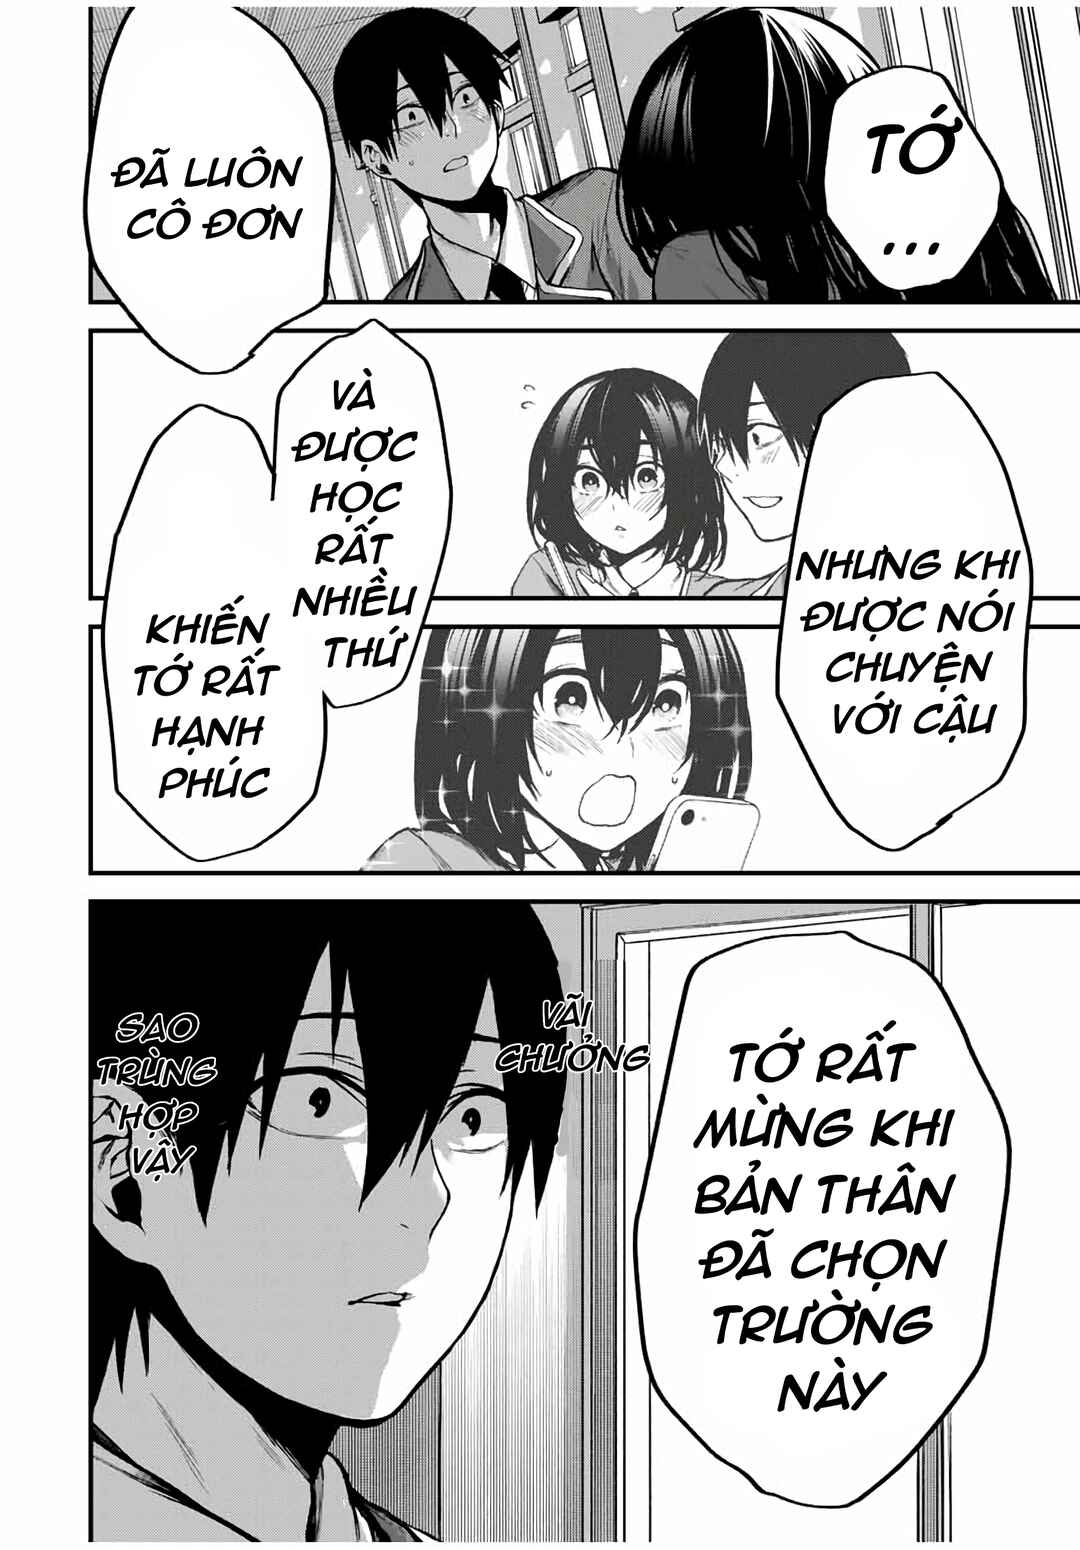 TỚ
...
ĐÃ LUÔN
CÔ ĐƠN
NHƯNG KHI
ĐƯỢC NÓI
CHUYỆN
VỚI CẬU
VÀ
ĐƯỢC
HỌC
RẤT
NHIỀU
THỨ
KHIẾN
TỚ RẤT
HẠNH
PHÚC
TỚ RẤT
MỪNG KHI
BẢN THÂN
ĐÃ CHỌN
TRƯỜNG
NÀY
VÃI
CHƯỞNG
SAO
TRÙNG
HỢP
VẬY